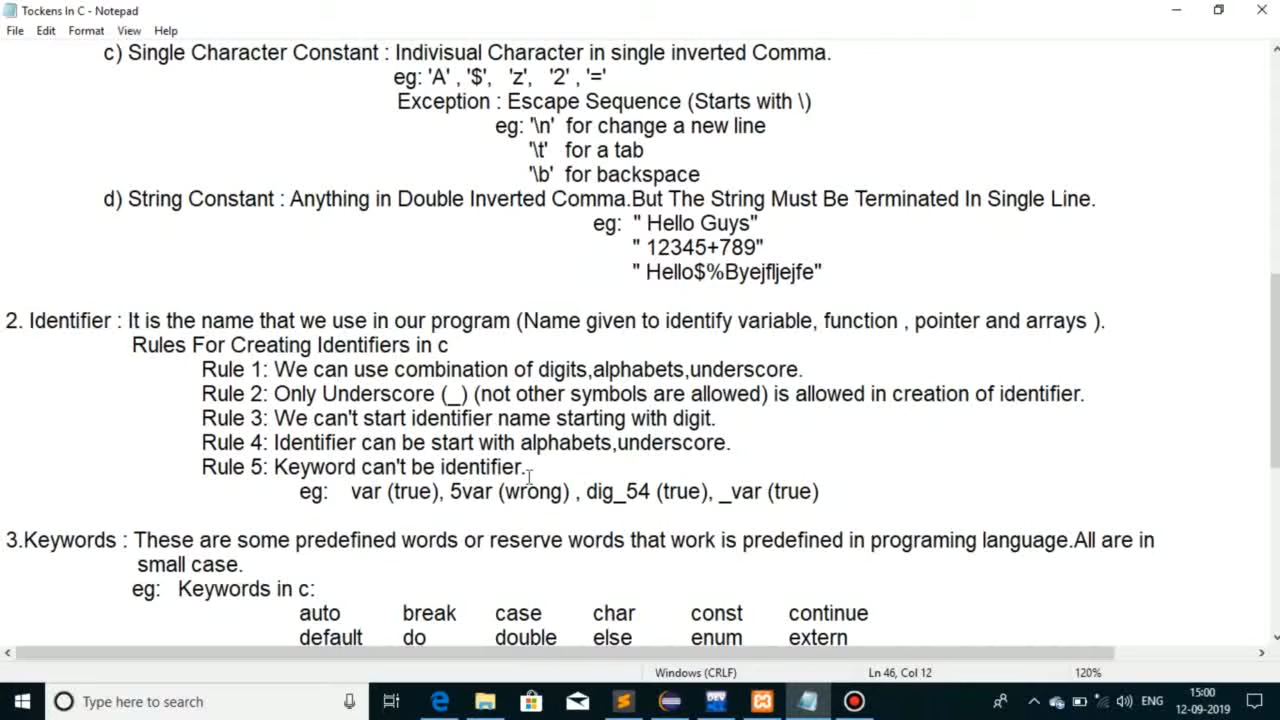 Tockens In C - Notepad
File Edit Format View Help
c) Single Character Constant : Indivisual Character in single inverted Comma.
eg: 'A' , '$', 'z', '2' , '='
Exception : Escape Sequence (Starts with \)
eg: '\n' for change a new line
'\t' for a tab
'\b' for backspace
d) String Constant : Anything in Double Inverted Comma.But The String Must Be Terminated In Single Line.
eg: " Hello Guys"
" 12345+789"
" Hello$%Byejfljejfe"
2. Identifier : It is the name that we use in our program (Name given to identify variable, function , pointer and arrays ).
Rules For Creating Identifiers in c
Rule 1: We can use combination of digits,alphabets,underscore.
Rule 2: Only Underscore (_) (not other symbols are allowed) is allowed in creation of identifier.
Rule 3: We can't start identifier name starting with digit.
Rule 4: Identifier can be start with alphabets,underscore.
Rule 5: Keyword can't be identifier.
eg: var (true), 5var (wrong) , dig_54 (true), _var (true)
3.Keywords : These are some predefined words or reserve words that work is predefined in programing language.All are in
small case.
eg: Keywords in c:
auto break case char const continue
default do double else enum extern
Windows (CRLF) Ln 46, Col 12 120%
Type here to search
DEV
ENG
15:00
12-09-2019